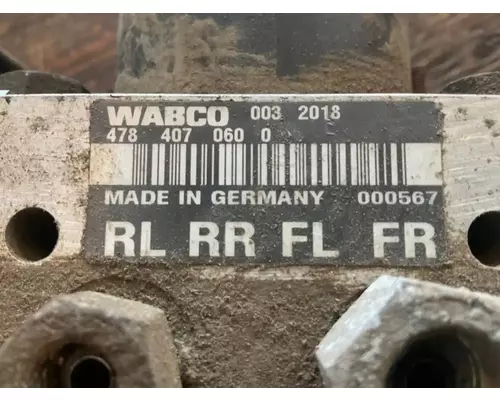 WABCO 003 2018
478 407 060 0
MADE IN GERMANY 000567
RL RR FL FR